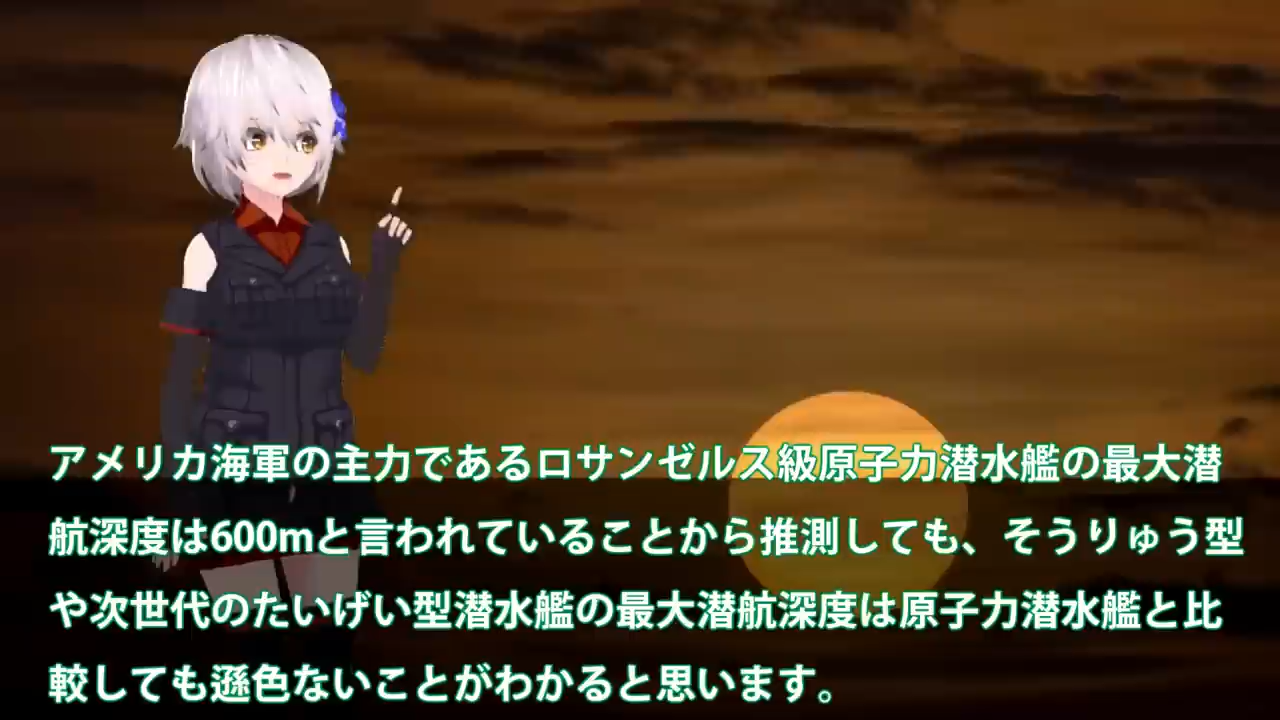 アメリカ海軍の主力であるロサンゼルス級原子力潜水艦の最大潜
航深度は600mと言われていることから推測しても、そうりゅう型
や次世代のたいげい型潜水艦の最大潜航深度は原子力潜水艦と比
較しても遜色ないことがわかると思います。